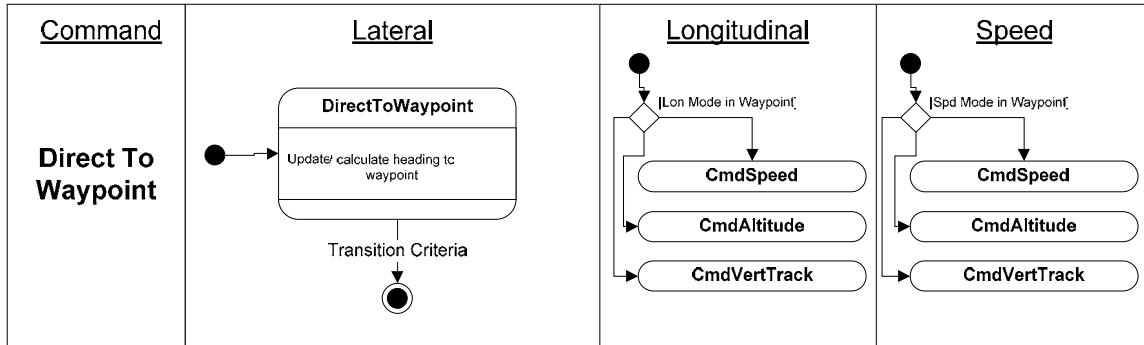 Command
Lateral
Longitudinal
Speed
Direct To
Waypoint
DirectToWaypoint
Update/ calculate heading to
waypoint
Transition Criteria
[Lon Mode in Waypoint]
CmdSpeed
CmdAltitude
CmdVertTrack
[Spd Mode in Waypoint]
CmdSpeed
CmdAltitude
CmdVertTrack